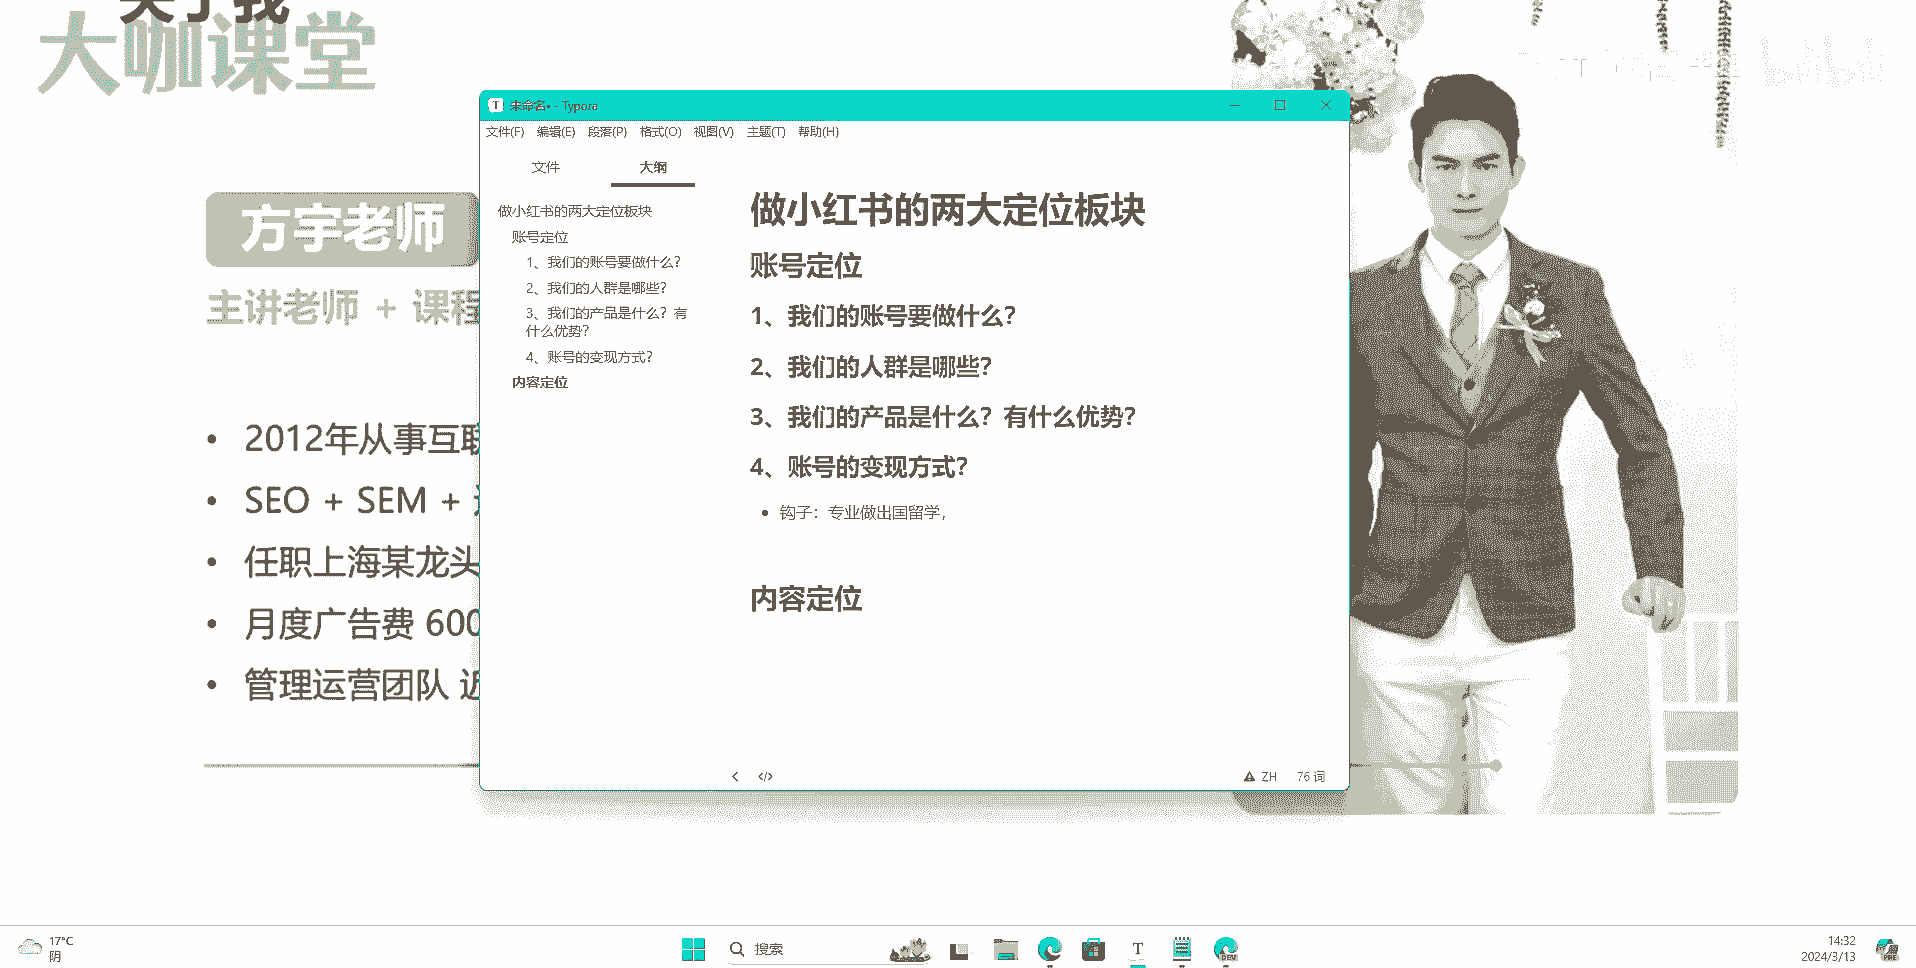 大咖课堂
bilibili
方宇老师
主讲老师 + 课程
2012年从事互联
SEO + SEM +
任职上海某龙头
月度广告费 600
管理运营团队 近
未命名• - Typora
文件(F) 编辑(E) 段落(P) 格式(O) 视图(V) 主题(T) 帮助(H)
文件 大纲
做小红书的两大定位板块
账号定位
1、我们的账号要做什么？
2、我们的人群是哪些？
3、我们的产品是什么？有
什么优势？
4、账号的变现方式？
内容定位
做小红书的两大定位板块
账号定位
1、我们的账号要做什么？
2、我们的人群是哪些？
3、我们的产品是什么？有什么优势？
4、账号的变现方式？
钩子：专业做出国留学，
内容定位
ZH 76 词
17°C
阴
搜索
T
DEV
14:32
2024/3/13
PRE